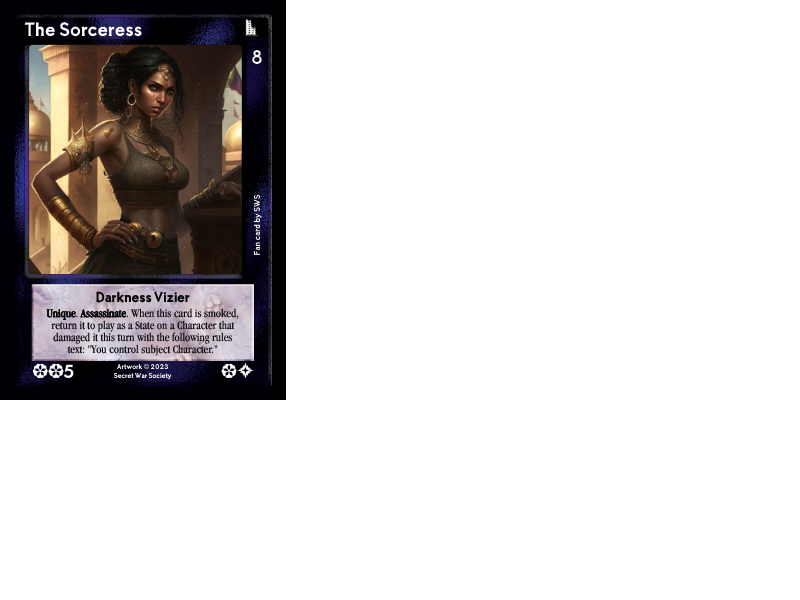 The Sorceress
8
Fan card by SWS
Darkness Vizier
Unique. Assassinate. When this card is smoked,
return it to play as a State on a Character that
damaged it this turn with the following rules
text: "You control subject Character."
5
Artwork © 2023
Secret War Society